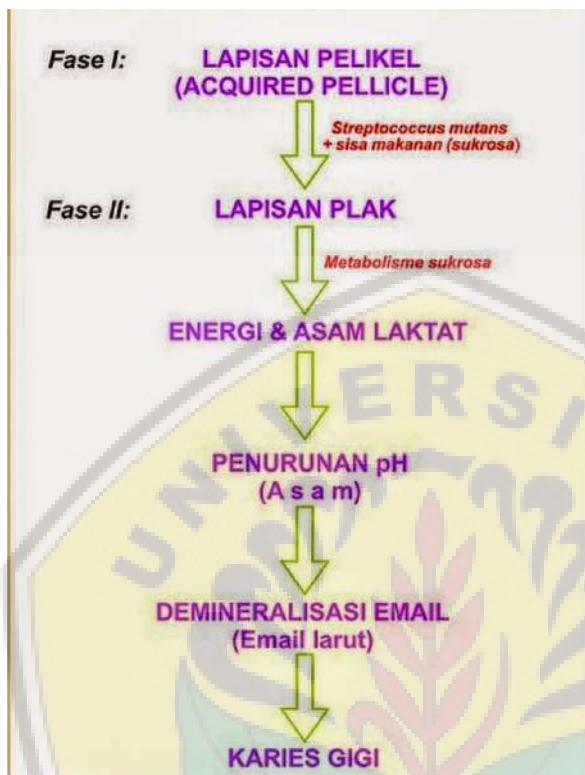 Fase I: LAPISAN PELIKEL
(ACQUIRED PELLICLE)
Streptococcus mutans
+ sisa makanan (sukrosa)
Fase II: LAPISAN PLAK
Metabolisme sukrosa
ENERGI & ASAM LAKTAT
UNIVERSI
PENURUNAN pH
(A s a m)
DEMINERALISASI EMAIL
(Email larut)
KARIES GIGI